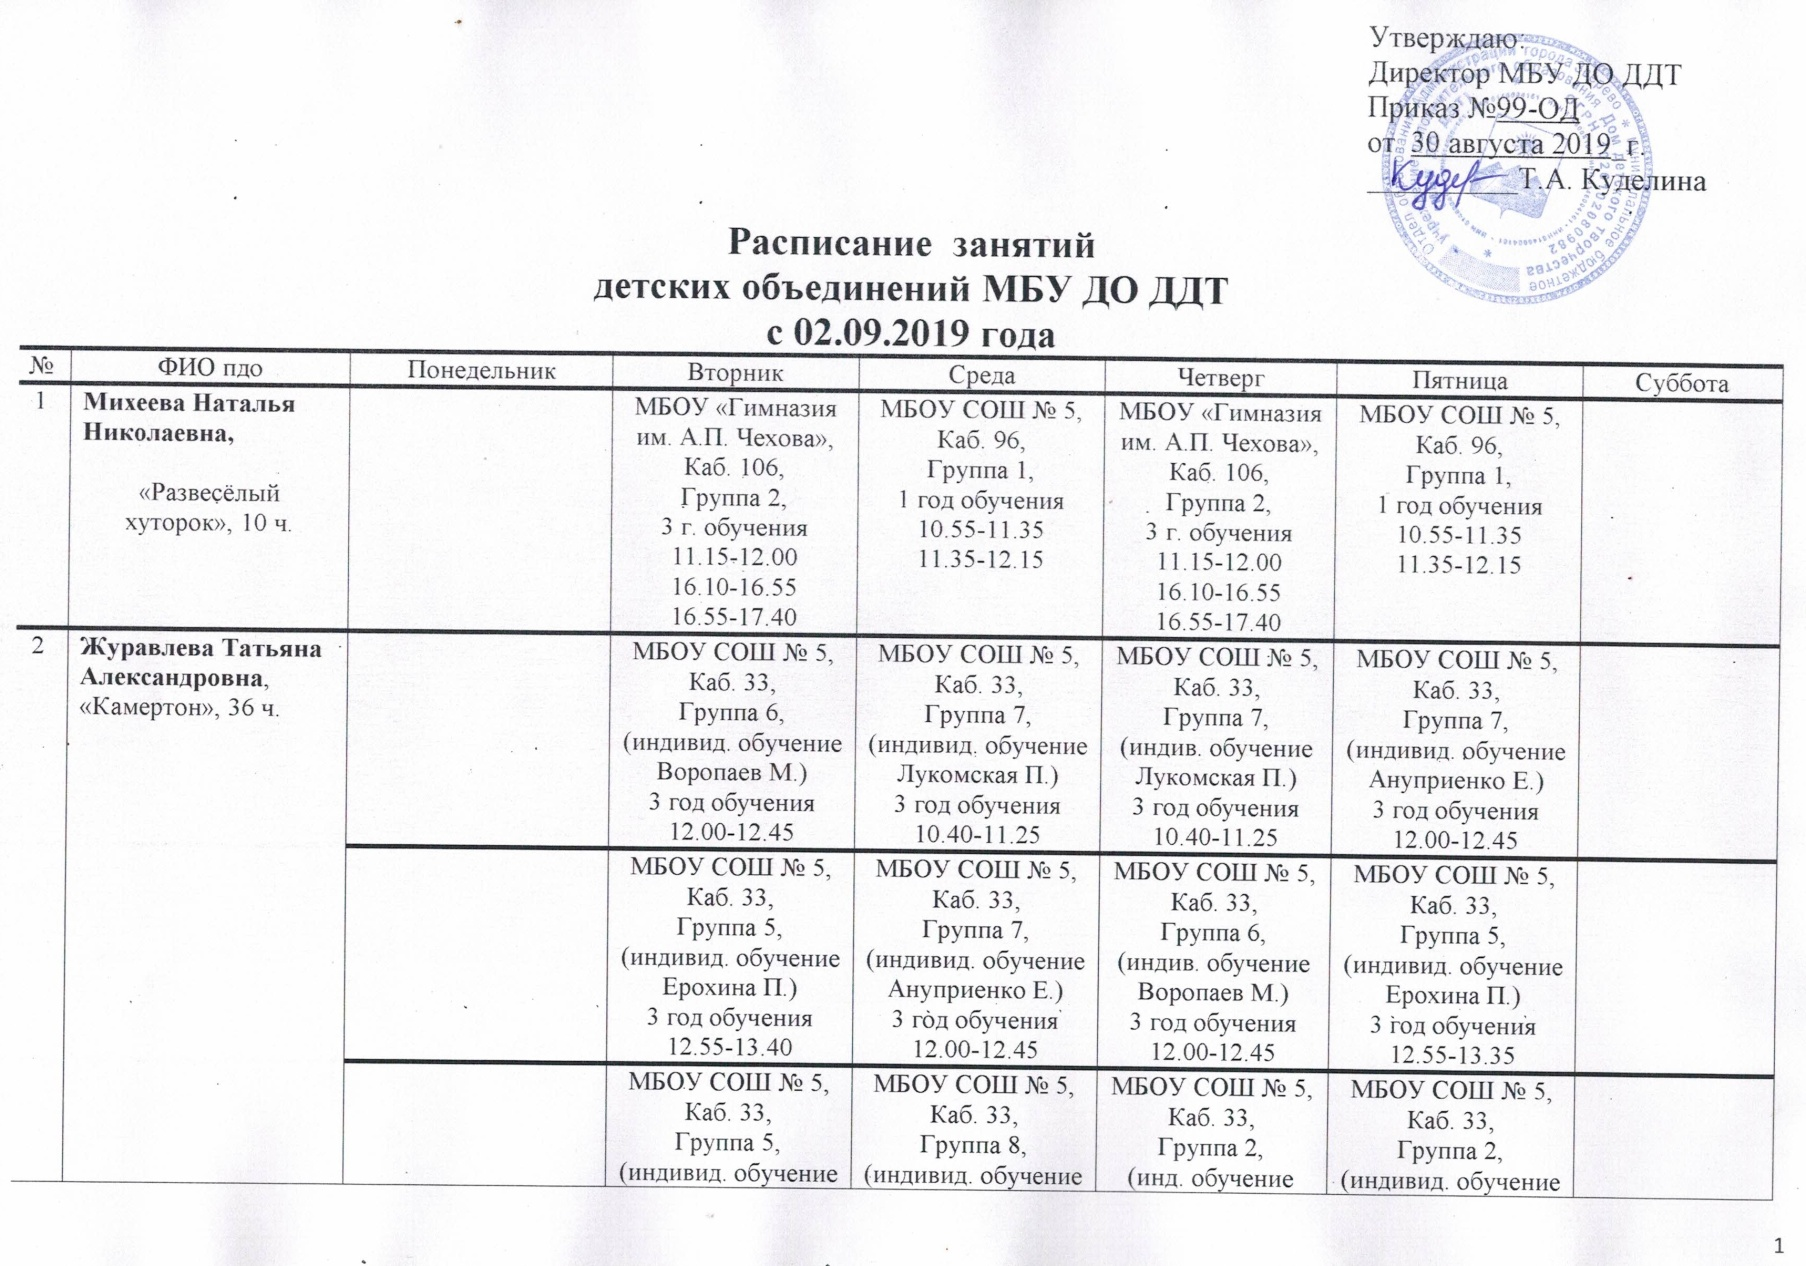 Утверждаю:
Директор МБУ ДО ДДТ
Приказ №99-ОД
от 30 августа 2019 г.
Т.А. Куделина
Расписание занятий
детских объединений МБУ ДО ДДТ
с 02.09.2019 года
№ ФИО пдо Понедельник Вторник Среда Четверг Пятница Суббота
1
Михеева Наталья
Николаевна,
«Развесёлый
хуторок», 10 ч.
МБОУ «Гимназия
им. А.П. Чехова»,
Каб. 106,
Группа 2,
3 г. обучения
11.15-12.00
16.10-16.55
16.55-17.40
МБОУ СОШ № 5,
Каб. 96,
Группа 1,
1 год обучения
10.55-11.35
11.35-12.15
МБОУ «Гимназия
им. А.П. Чехова»,
Каб. 106,
Группа 2,
3 г. обучения
11.15-12.00
16.10-16.55
16.55-17.40
МБОУ СОШ № 5,
Каб. 96,
Группа 1,
1 год обучения
10.55-11.35
11.35-12.15
2
Журавлева Татьяна
Александровна,
«Камертон», 36 ч.
МБОУ СОШ № 5,
Каб. 33,
Группа 6,
(индивид. обучение
Воропаев М.)
3 год обучения
12.00-12.45
МБОУ СОШ № 5,
Каб. 33,
Группа 7,
(индивид. обучение
Лукомская П.)
3 год обучения
10.40-11.25
МБОУ СОШ № 5,
Каб. 33,
Группа 7,
(индив. обучение
Лукомская П.)
3 год обучения
10.40-11.25
МБОУ СОШ № 5,
Каб. 33,
Группа 7,
(индивид. обучение
Ануприенко Е.)
3 год обучения
12.00-12.45
МБОУ СОШ № 5,
Каб. 33,
Группа 5,
(индивид. обучение
Ерохина П.)
3 год обучения
12.55-13.40
МБОУ СОШ № 5,
Каб. 33,
Группа 7,
(индивид. обучение
Ануприенко Е.)
3 год обучения
12.00-12.45
МБОУ СОШ № 5,
Каб. 33,
Группа 6,
(индив. обучение
Воропаев М.)
3 год обучения
12.00-12.45
МБОУ СОШ № 5,
Каб. 33,
Группа 5,
(индивид. обучение
Ерохина П.)
3 год обучения
12.55-13.35
МБОУ СОШ № 5,
Каб. 33,
Группа 5,
(индивид. обучение
МБОУ СОШ № 5,
Каб. 33,
Группа 8,
(индивид. обучение
МБОУ СОШ № 5,
Каб. 33,
Группа 2,
(инд. обучение
МБОУ СОШ № 5,
Каб. 33,
Группа 2,
(индивид. обучение
1